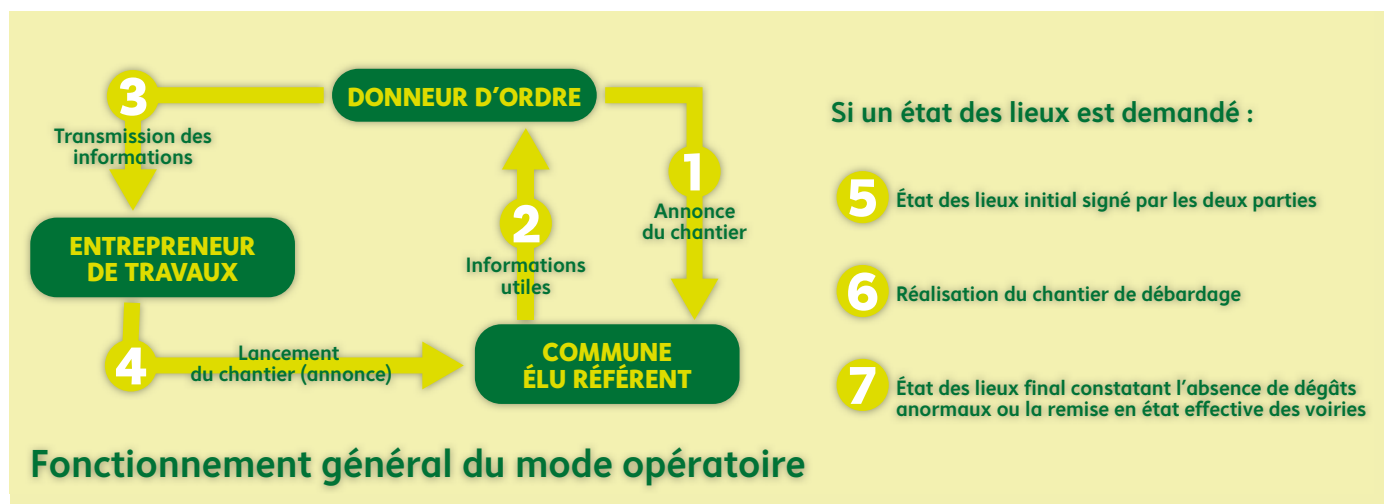 3
DONNEUR D'ORDRE
Transmission des
informations
1
Annonce
du chantier
2
Informations
utiles
ENTREPRENEUR
DE TRAVAUX
4
Lancement
du chantier (annonce)
COMMUNE
ÉLU RÉFÉRENT
Si un état des lieux est demandé :
5 État des lieux initial signé par les deux parties
6 Réalisation du chantier de débardage
7 État des lieux final constatant l'absence de dégâts
anormaux ou la remise en état effective des voiries
Fonctionnement général du mode opératoire